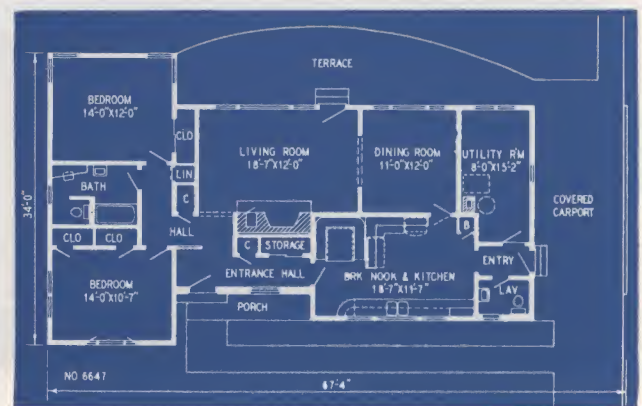 TERRACE
BEDROOM
14'-0"X12'-0"
CLO
LIVING ROOM
18'-7"X12'-0"
DINING ROOM
11'-0"X12'-0"
UTILITY R'M
8'-0"X15'-2"
LIN
BATH
C
COVERED
CARPORT
34'-0"
B
CLO
CLO
HALL
C
STORAGE
ENTRY
ENTRANCE HALL
BRK NOOK & KITCHEN
18'-7"X11'-7"
BEDROOM
14'-0"X10'-7"
LAV
PORCH
NO 6647
67'-4"